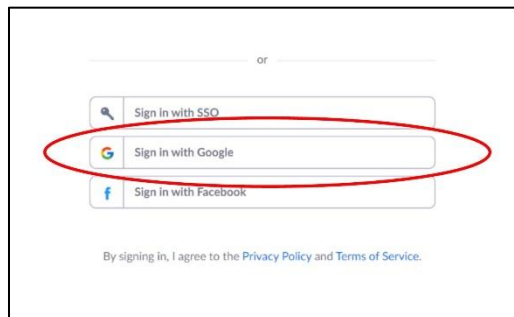 or
Sign in with SSO
Sign in with Google
Sign in with Facebook
By signing in, I agree to the Privacy Policy and Terms of Service.